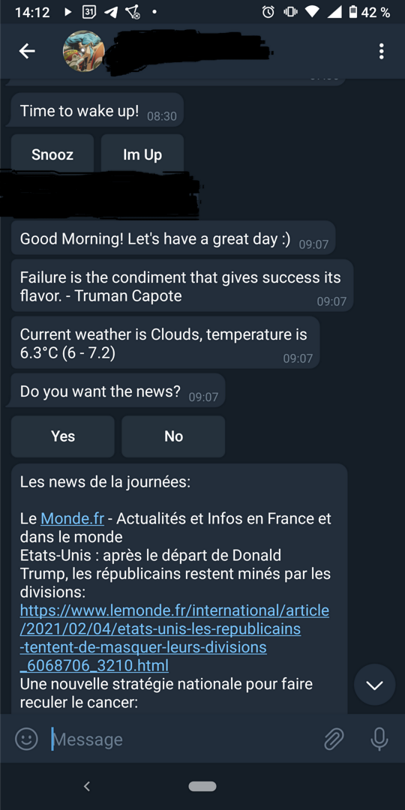 14:12
31
42 %
Time to wake up! 08:30
Snooz
Im Up
Good Morning! Let's have a great day :) 09:07
Failure is the condiment that gives success its
flavor. - Truman Capote
09:07
Current weather is Clouds, temperature is
6.3°C (6 - 7.2)
09:07
Do you want the news? 09:07
Yes
No
Les news de la journées:
Le Monde.fr - Actualités et Infos en France et
dans le monde
Etats-Unis : après le départ de Donald
Trump, les républicains restent minés par les
divisions:
https://www.lemonde.fr/international/article
/2021/02/04/etats-unis-les-republicains
-tentent-de-masquer-leurs-divisions
_6068706_3210.html
Une nouvelle stratégie nationale pour faire
reculer le cancer:
Message